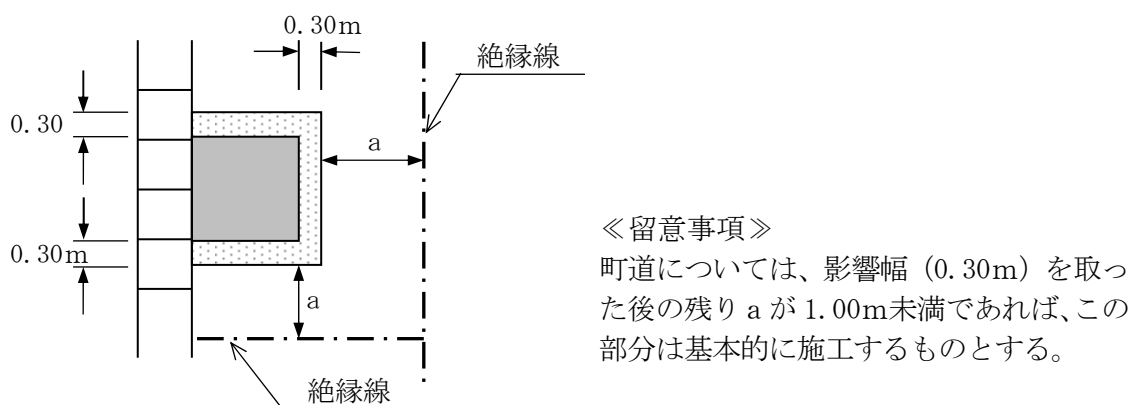 0.30m
絶縁線
0.30
a
0.30m
a
絶縁線
≪留意事項≫
町道については、影響幅（0.30m）を取っ
た後の残り a が 1.00m未満であれば、この
部分は基本的に施工するものとする。